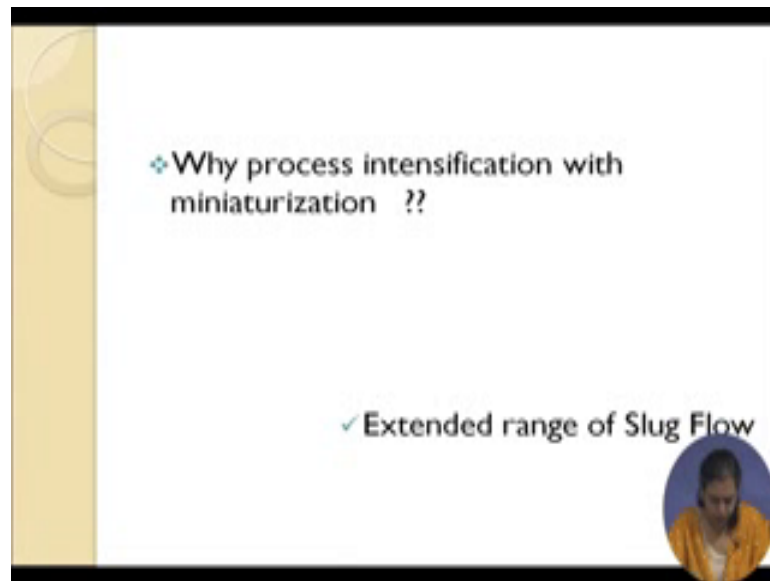 Why process intensification with
miniaturization ??
✓Extended range of Slug Flow